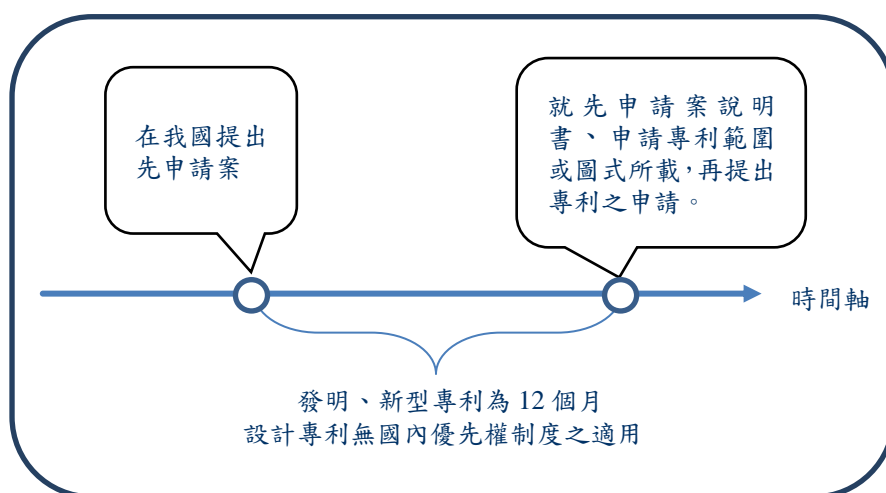 在我國提出
先申請案
就先申請案說明
書、申請專利範圍
或圖式所載，再提出
專利之申請。
時間軸
發明、新型專利為 12 個月
設計專利無國內優先權制度之適用